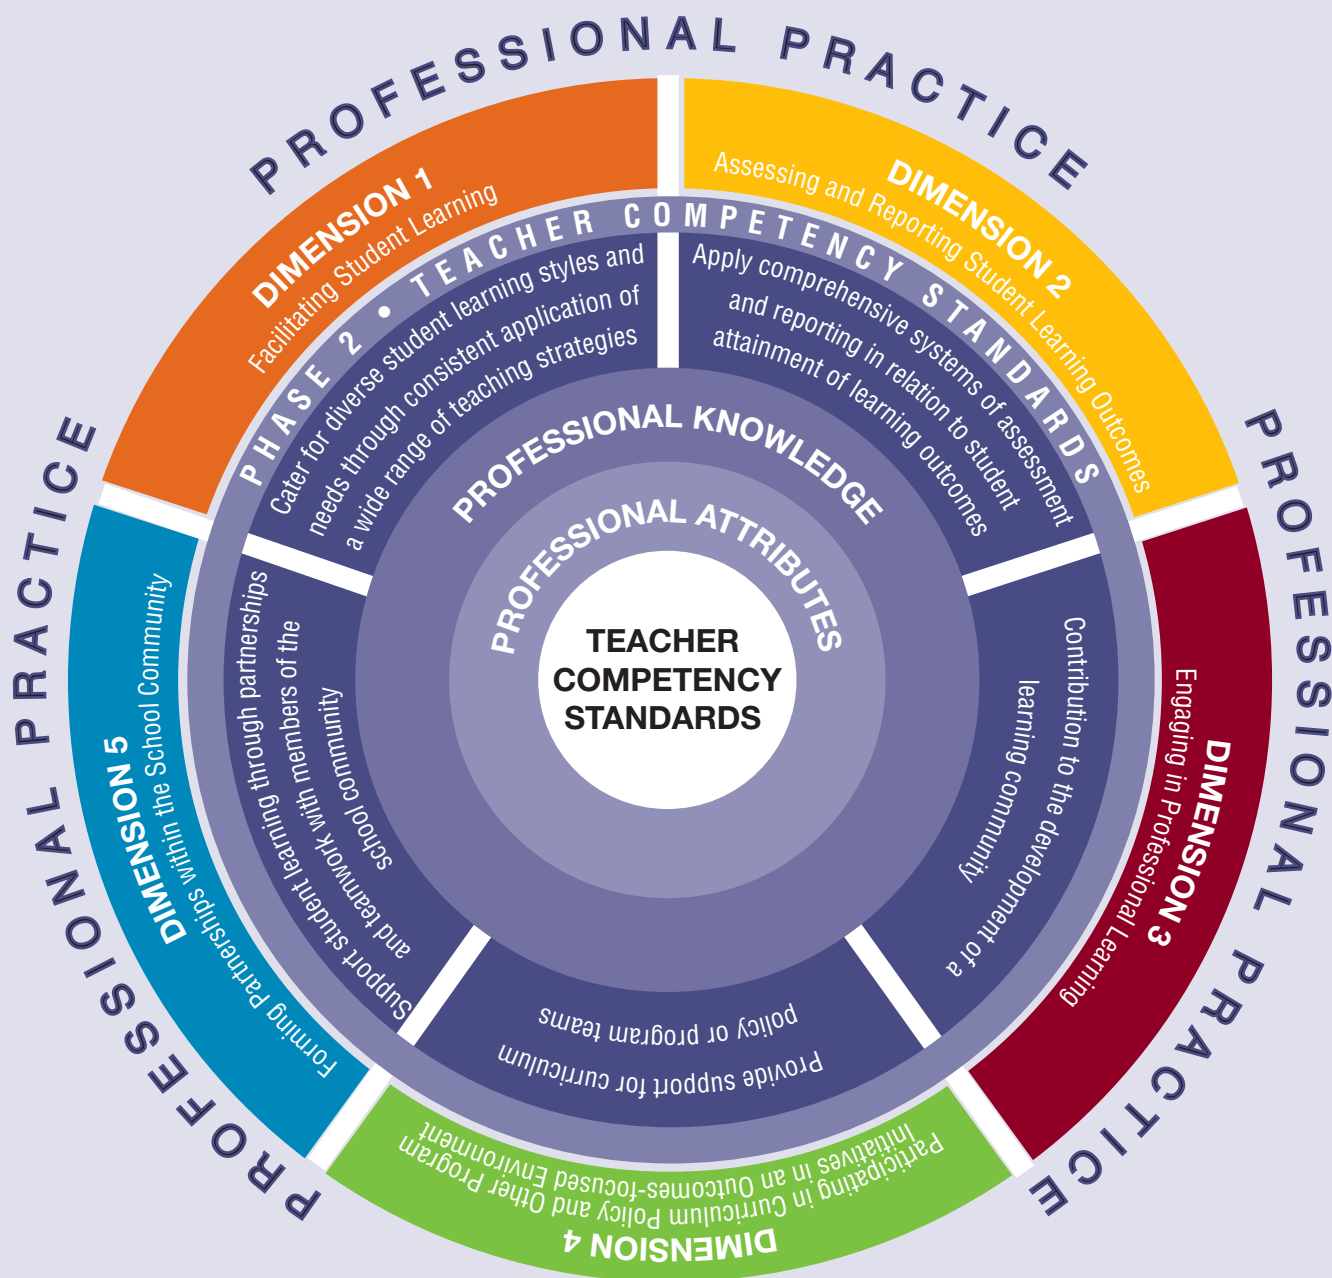 PROFESSIONAL PRACTICE
PROFESSIONAL PRACTICE
PROFESSIONAL PRACTICE
DIMENSION 1
Facilitating Student Learning
DIMENSION 2
Assessing and Reporting Student Learning Outcomes
DIMENSION 3
Engaging in Professional Learning
DIMENSION 4
Participating in Curriculum Policy and Other Program
Initiatives in an Outcomes-focused Environment
DIMENSION 5
Forming Partnerships within the School Community
PHASE 2 • TEACHER COMPETENCY STANDARDS
Cater for diverse student learning styles and
needs through consistent application of
a wide range of teaching strategies
Apply comprehensive systems of assessment
and reporting in relation to student
attainment of learning outcomes
Contribution to the development of a
learning community
Provide support for curriculum
policy or program teams
Support student learning through partnerships
and teamwork with members of the
school community
PROFESSIONAL KNOWLEDGE
PROFESSIONAL ATTRIBUTES
TEACHER
COMPETENCY
STANDARDS